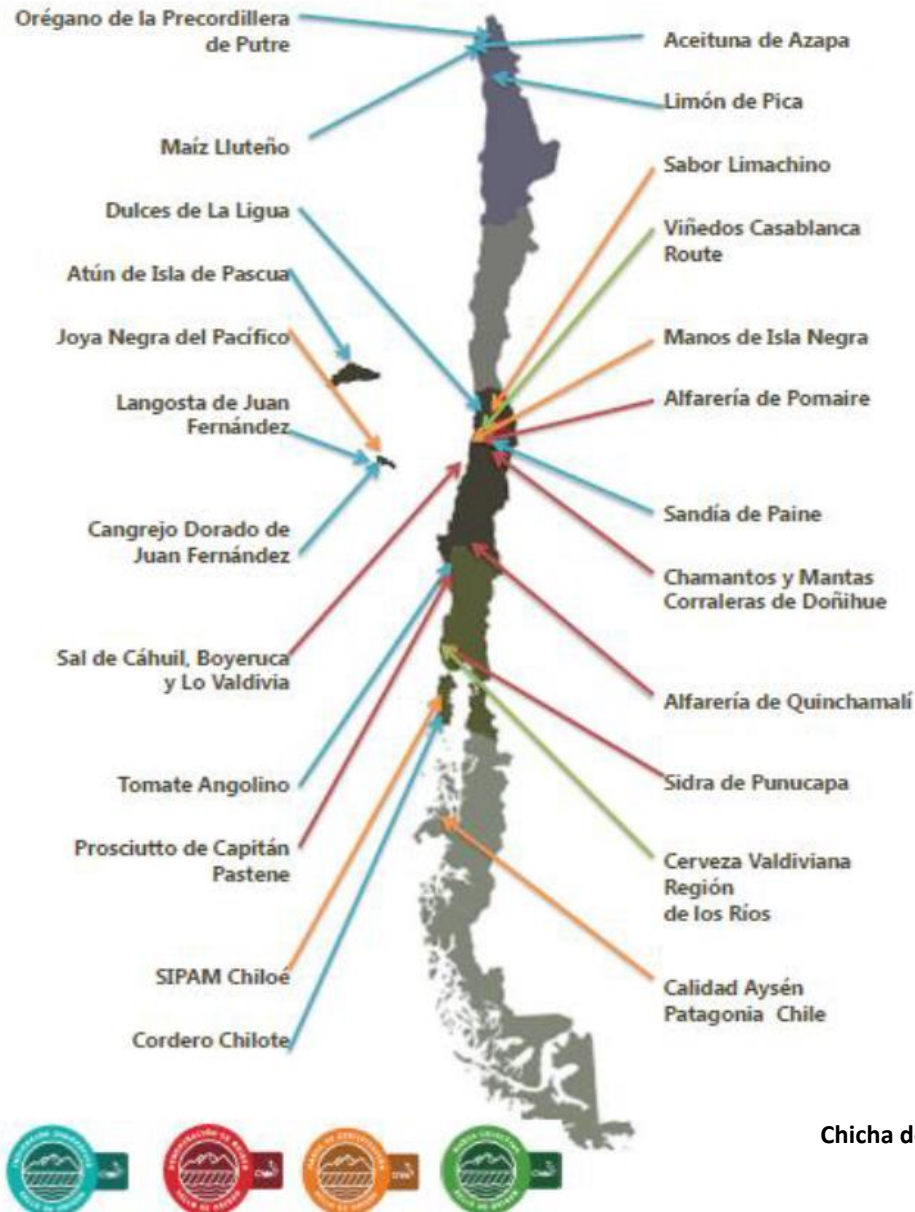 Orégano de la Precordillera
de Putre
Maíz Lluteño
Dulces de La Ligua
Atún de Isla de Pascua
Joya Negra del Pacífico
Langosta de Juan
Fernández
Cangrejo Dorado de
Juan Fernández
Sal de Cáhuil, Boyeruca
y Lo Valdivia
Tomate Angolino
Prosciutto de Capitán
Pastene
SIPAM Chiloé
Cordero Chilote
Aceituna de Azapa
Limón de Pica
Sabor Limachino
Viñedos Casablanca
Route
Manos de Isla Negra
Alfarería de Pomaire
Sandía de Paine
Chamantos y Mantas
Corraleras de Doñihue
Alfarería de Quinchamalí
Sidra de Punucapa
Cerveza Valdiviana
Región
de los Ríos
Calidad Aysén
Patagonia Chile
Chicha d